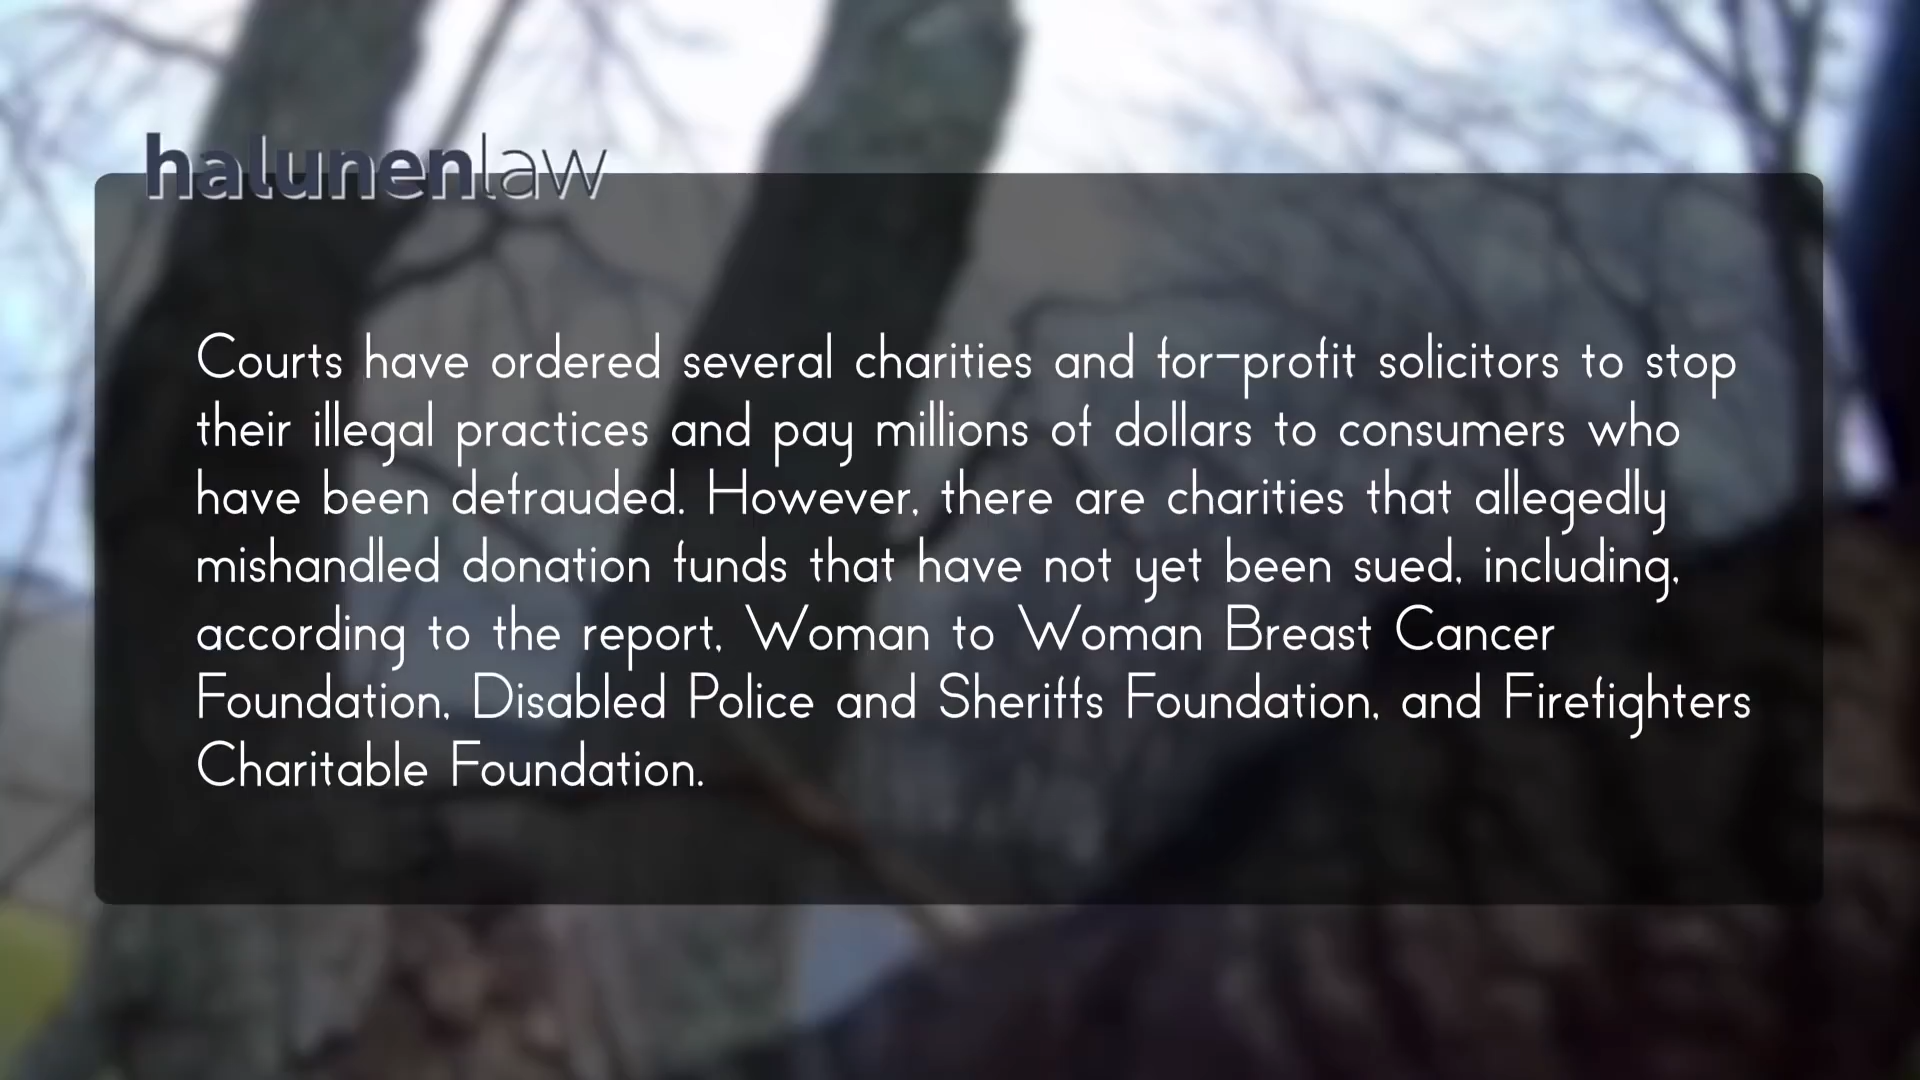 halunenlaw
Courts have ordered several charities and for-profit solicitors to stop
their illegal practices and pay millions of dollars to consumers who
have been defrauded. However, there are charities that allegedly
mishandled donation funds that have not yet been sued, including,
according to the report, Woman to Woman Breast Cancer
Foundation, Disabled Police and Sheriffs Foundation, and Firefighters
Charitable Foundation.